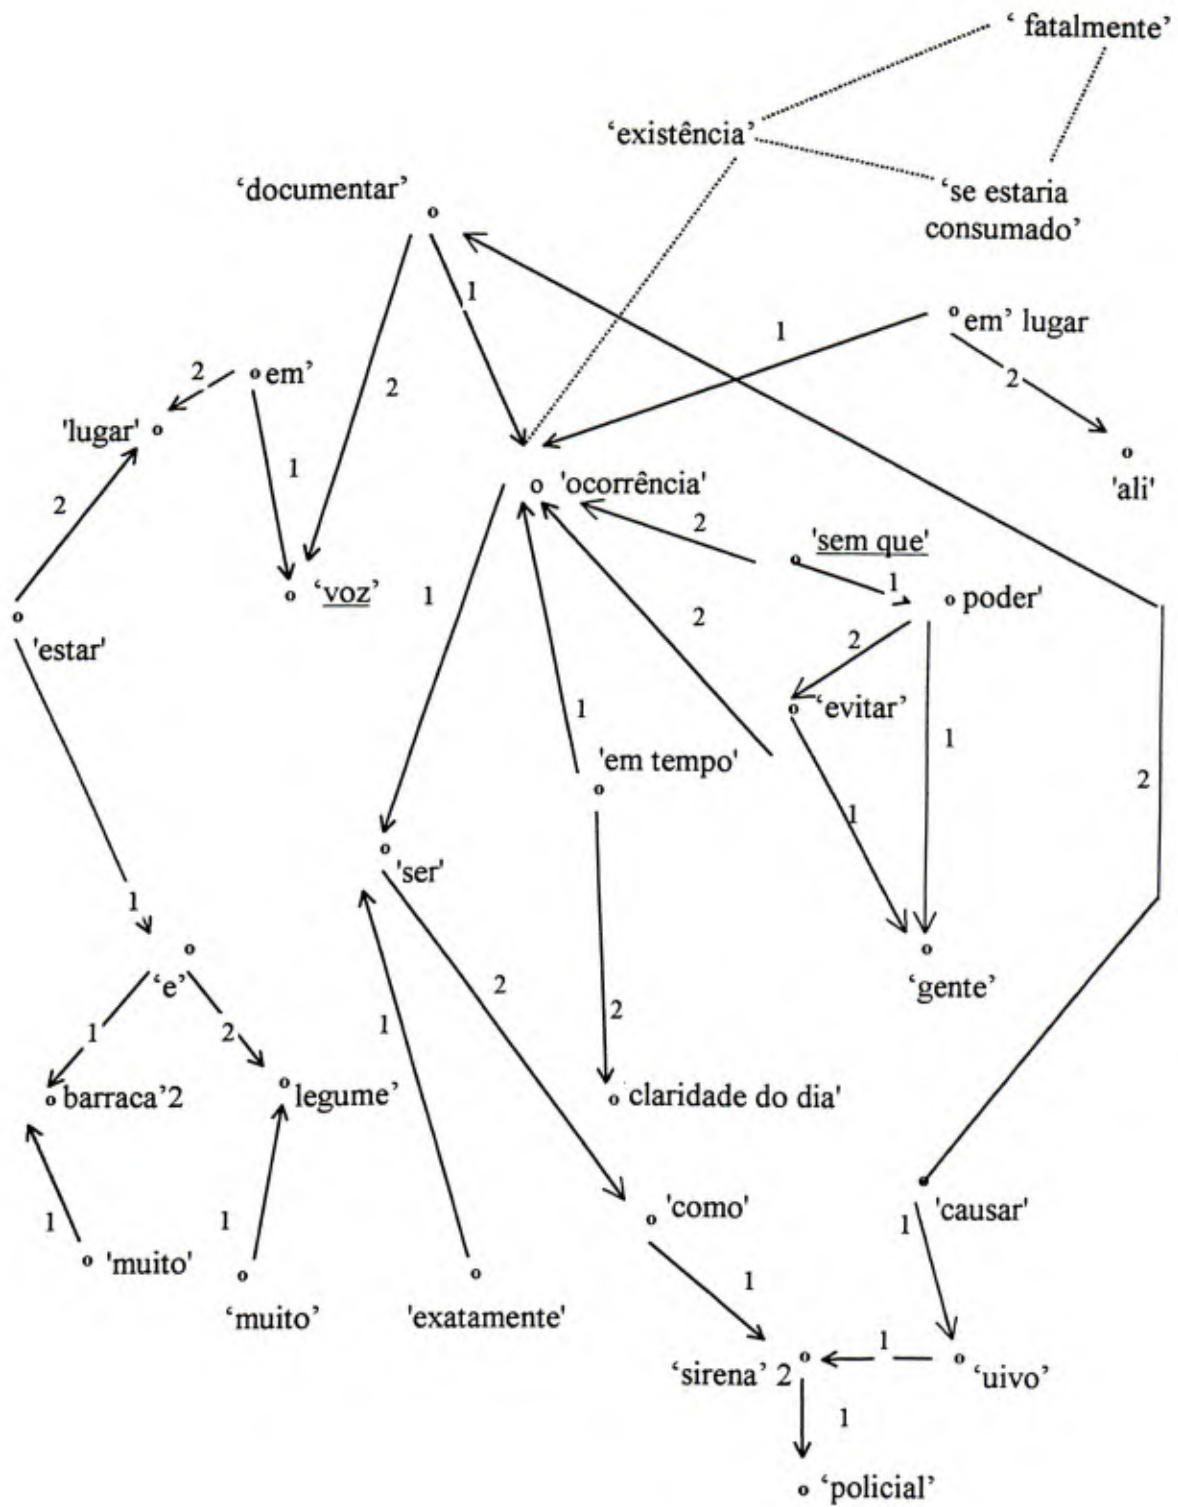 ‘ fatalmente’
‘existência’
‘documentar’
‘se estaria
consumado’
1
em’ lugar
1
2
em’
2
2
'lugar'
1
'ali'
2
'ocorrência'
2
'sem que'
‘voz’
1
1
poder'
2
2
'estar'
‘evitar’
1
1
'em tempo'
2
1
'ser'
1
‘e’
2
‘gente’
1
2
1
2
barraca’2
legume’
claridade do dia'
'como'
'causar'
1
1
1
'muito'
1
‘muito’
'exatamente'
1
‘sirena’ 2
‘uivo’
1
‘policial’